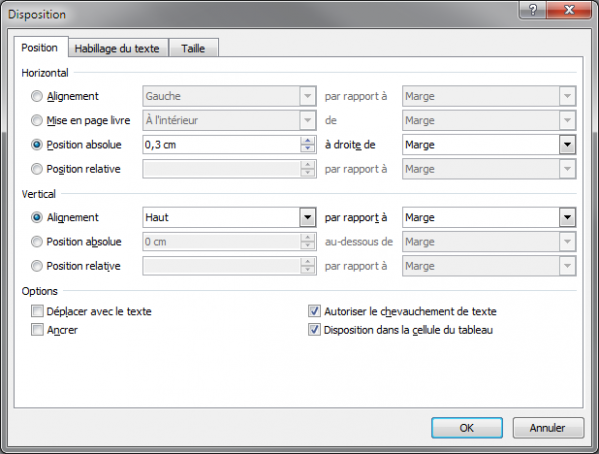 Disposition
Position Habillage du texte Taille
Horizontal
Alignement Gauche par rapport à Marge
Mise en page livre À l'intérieur de Marge
Position absolue 0,3 cm à droite de Marge
Position relative par rapport à Marge
Vertical
Alignement Haut par rapport à Marge
Position absolue 0 cm au-dessous de Marge
Position relative par rapport à Marge
Options
Déplacer avec le texte Autoriser le chevauchement de texte
Ancrer Disposition dans la cellule du tableau
OK Annuler